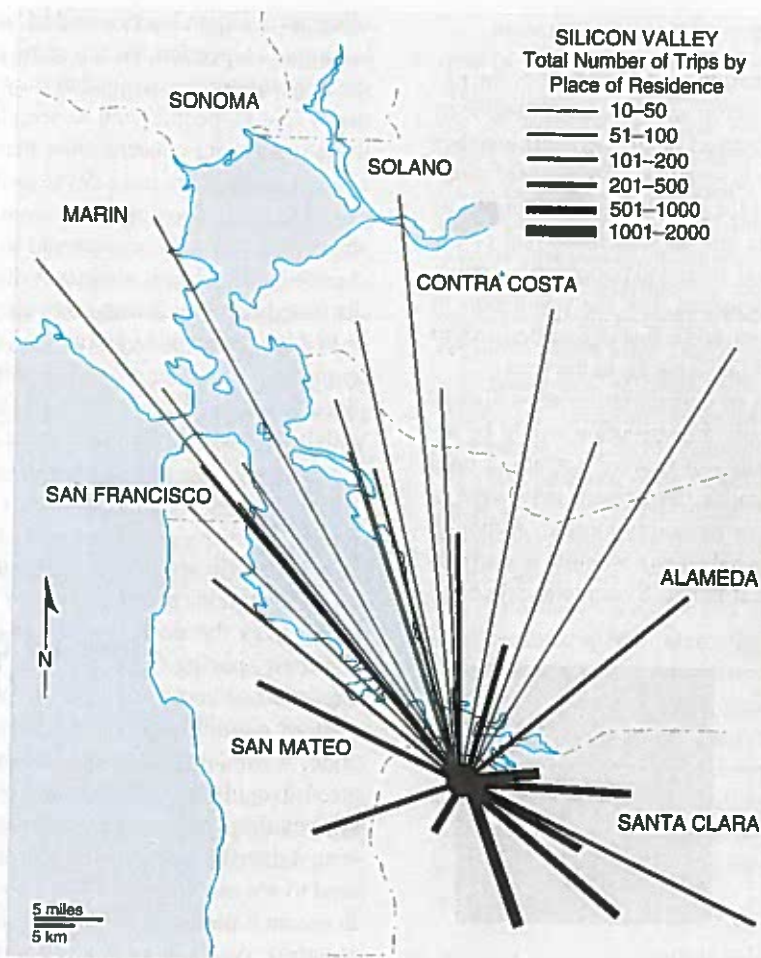 SILICON VALLEY
Total Number of Trips by
Place of Residence
10–50
51–100
101–200
201–500
501–1000
1001–2000
SONOMA
SOLANO
MARIN
CONTRA COSTA
SAN FRANCISCO
ALAMEDA
N
SAN MATEO
SANTA CLARA
5 miles
5 km